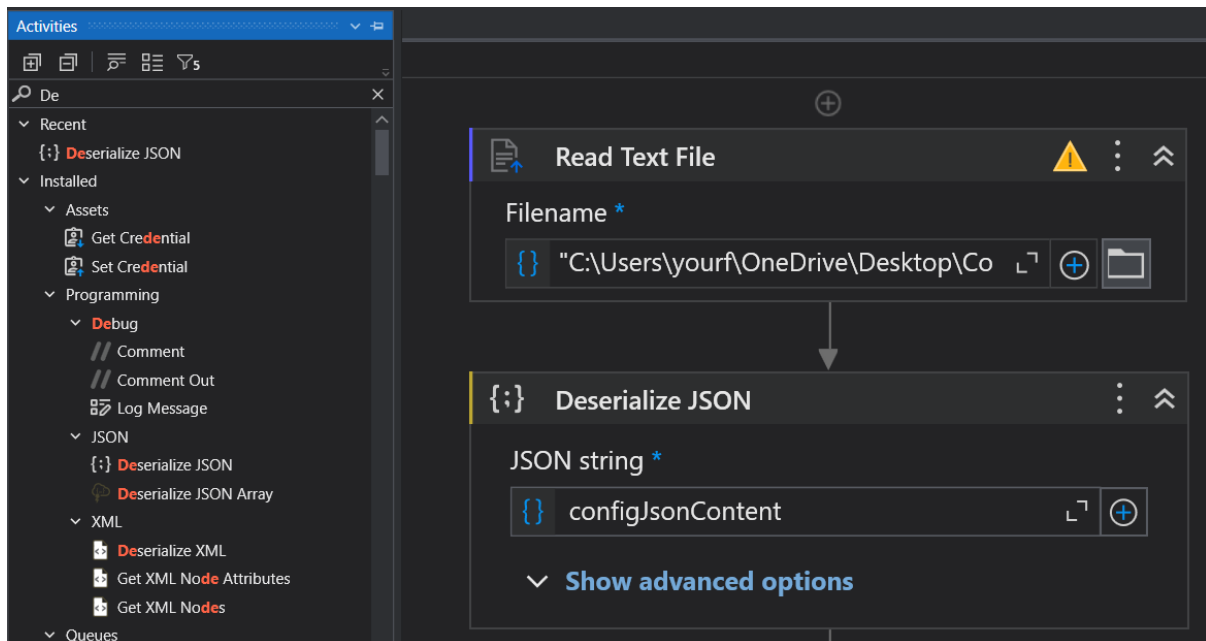 Activities
5
De
Recent
{;} Deserialize JSON
Installed
Assets
Get Credential
Set Credential
Programming
Debug
// Comment
// Comment Out
Log Message
JSON
{;} Deserialize JSON
Deserialize JSON Array
XML
Deserialize XML
Get XML Node Attributes
Get XML Nodes
Queues
Read Text File
Filename *
{} "C:\Users\yourf\OneDrive\Desktop\Co
{;} Deserialize JSON
JSON string *
{} configJsonContent
Show advanced options